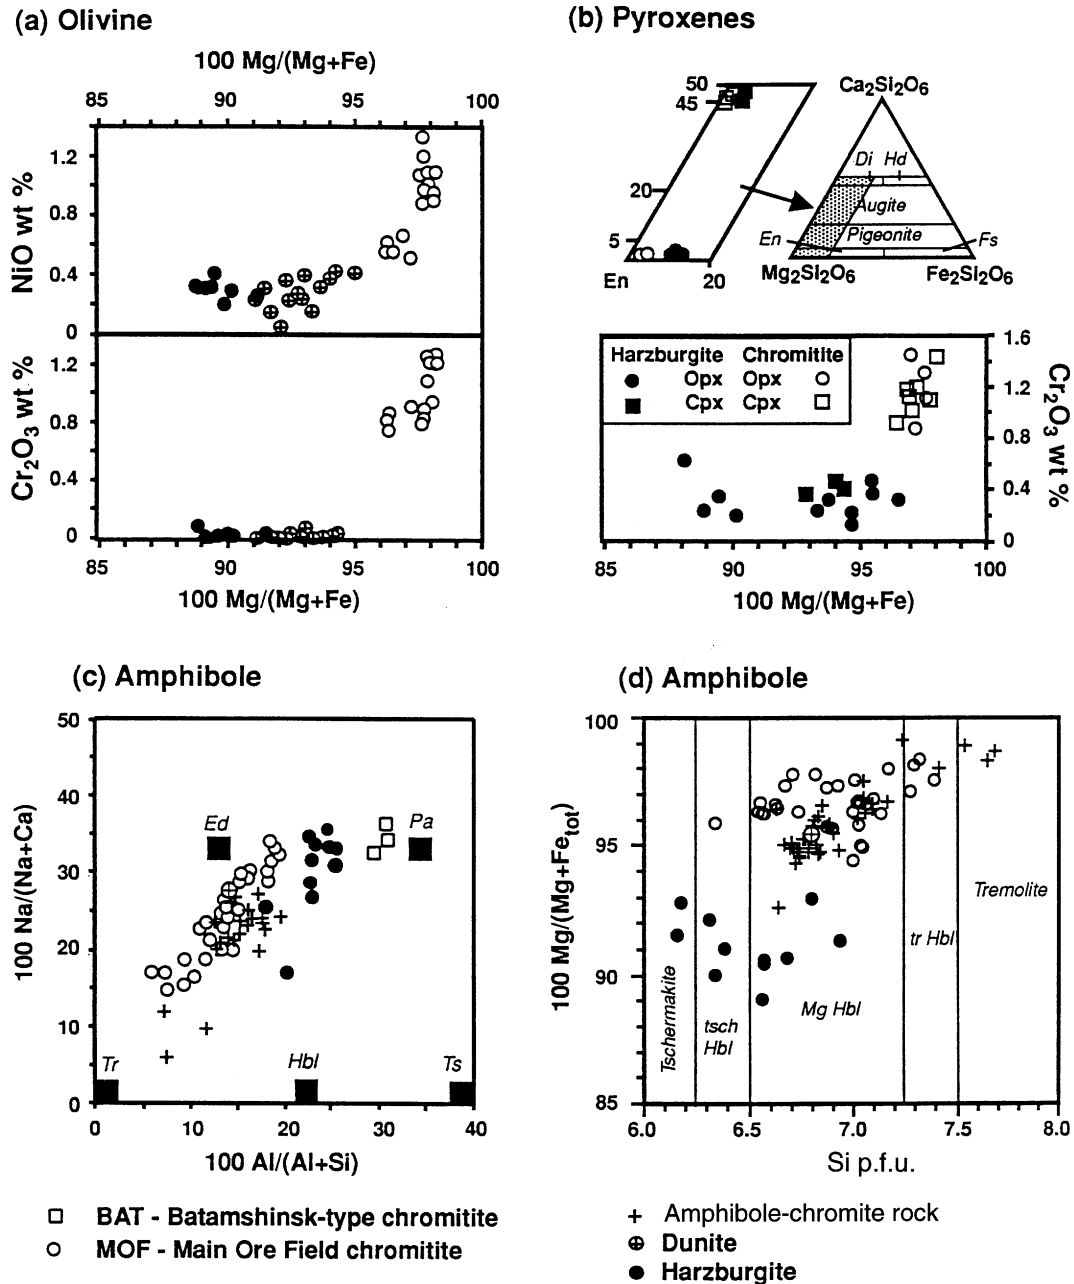 (a) Olivine
100 Mg/(Mg+Fe)
85 90 95 100
NiO wt %
1.2
0.8
0.4
0
Cr2O3 wt %
1.2
0.8
0.4
0
85 90 95 100
100 Mg/(Mg+Fe)
(b) Pyroxenes
50
45
20
5
En 20
Ca2Si2O6
Di Hd
Augite
Pigeonite
En Fs
Mg2Si2O6 Fe2Si2O6
Harzburgite Chromitite
Opx Opx
Cpx Cpx
1.6
1.2
0.8
0.4
0
Cr2O3 wt %
85 90 95 100
100 Mg/(Mg+Fe)
(c) Amphibole
100 Na/(Na+Ca)
50
40
30
20
10
0
Ed Pa
Tr Hbl Ts
0 10 20 30 40
100 Al/(Al+Si)
(d) Amphibole
100 Mg/(Mg+Fetot)
100
95
90
85
Tschermakite
tsch
Hbl
Mg Hbl
tr Hbl
Tremolite
6.0 6.5 7.0 7.5 8.0
Si p.f.u.
BAT - Batamshinsk-type chromitite
MOF - Main Ore Field chromitite
Amphibole-chromite rock
Dunite
Harzburgite